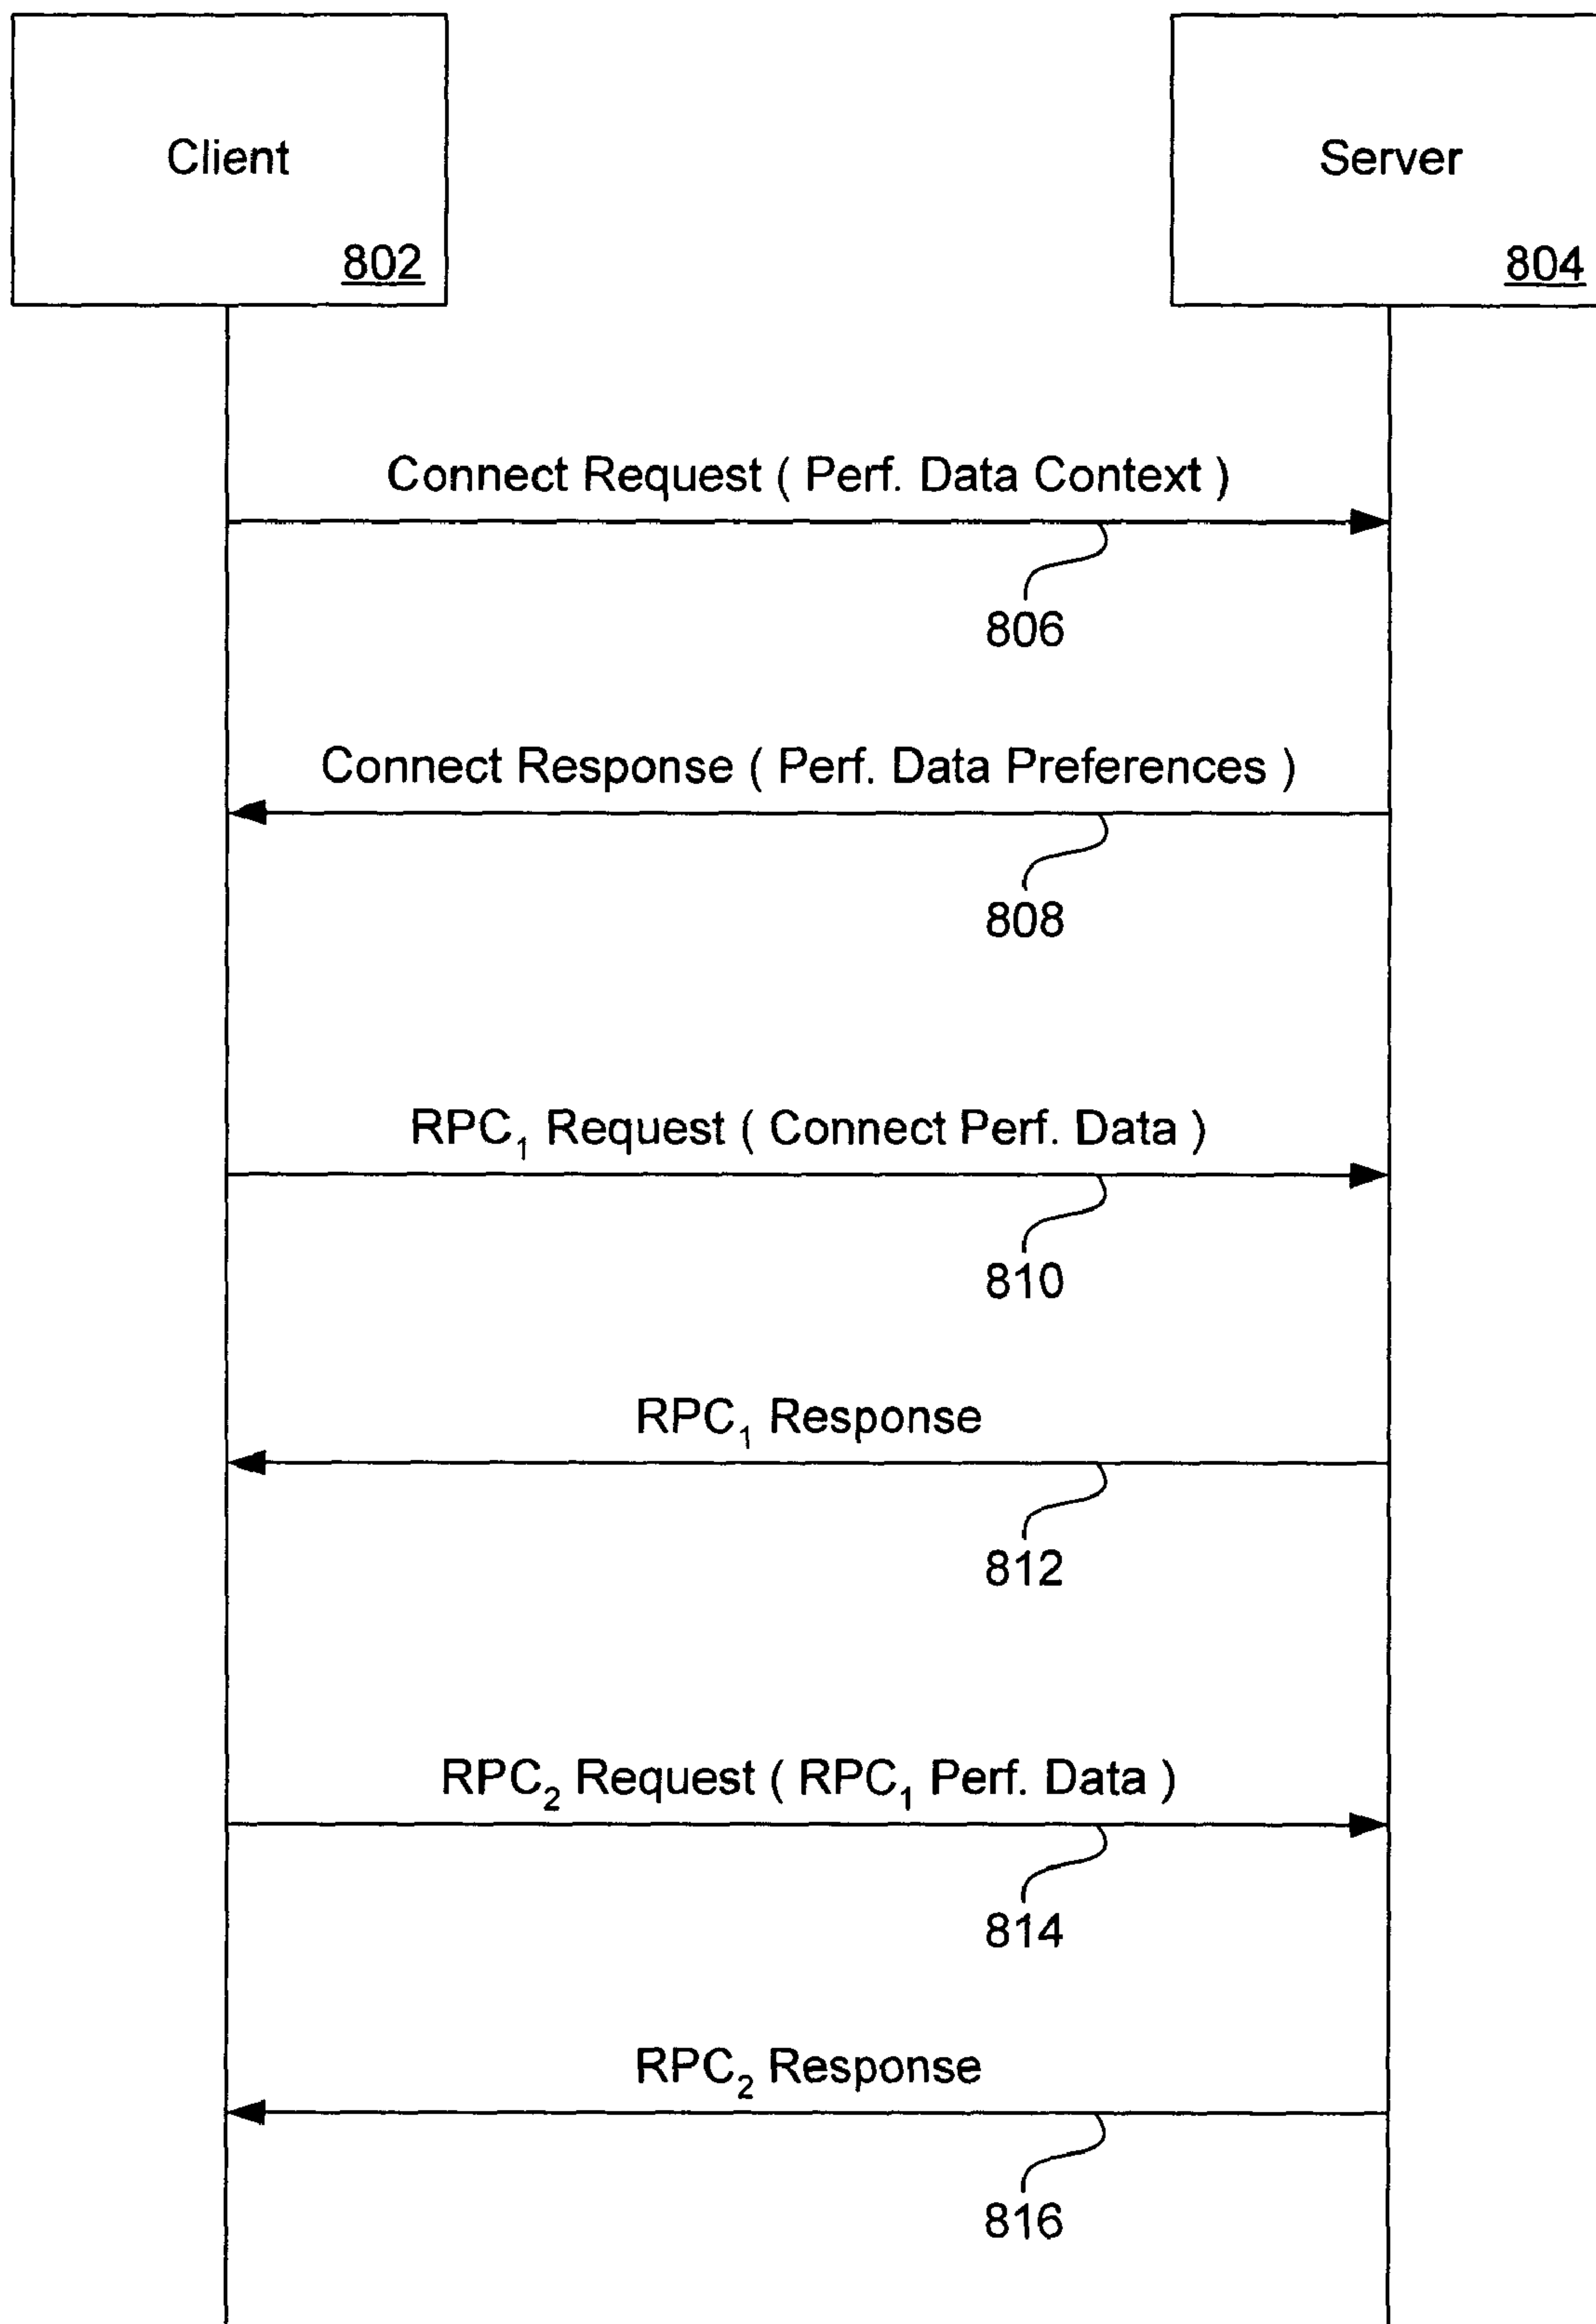 Client
802
Server
804
Connect Request ( Perf. Data Context )
806
Connect Response ( Perf. Data Preferences )
808
RPC₁ Request ( Connect Perf. Data )
810
RPC₁ Response
812
RPC₂ Request ( RPC₁ Perf. Data )
814
RPC₂ Response
816